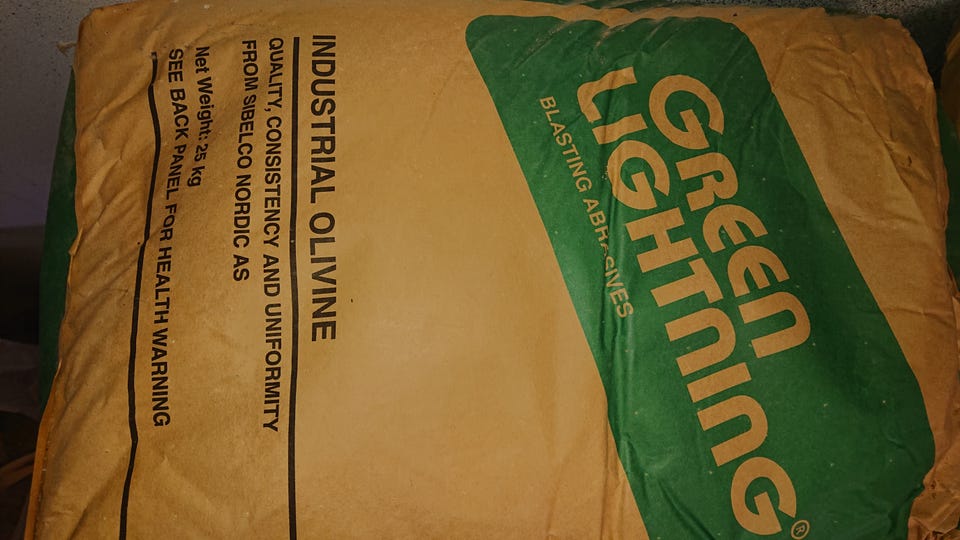 GREEN
LIGHTNING®
BLASTING ABRASIVES
INDUSTRIAL OLIVINE
QUALITY, CONSISTENCY AND UNIFORMITY
FROM SIBELCO NORDIC AS
Net Weight: 25 kg
SEE BACK PANEL FOR HEALTH WARNING